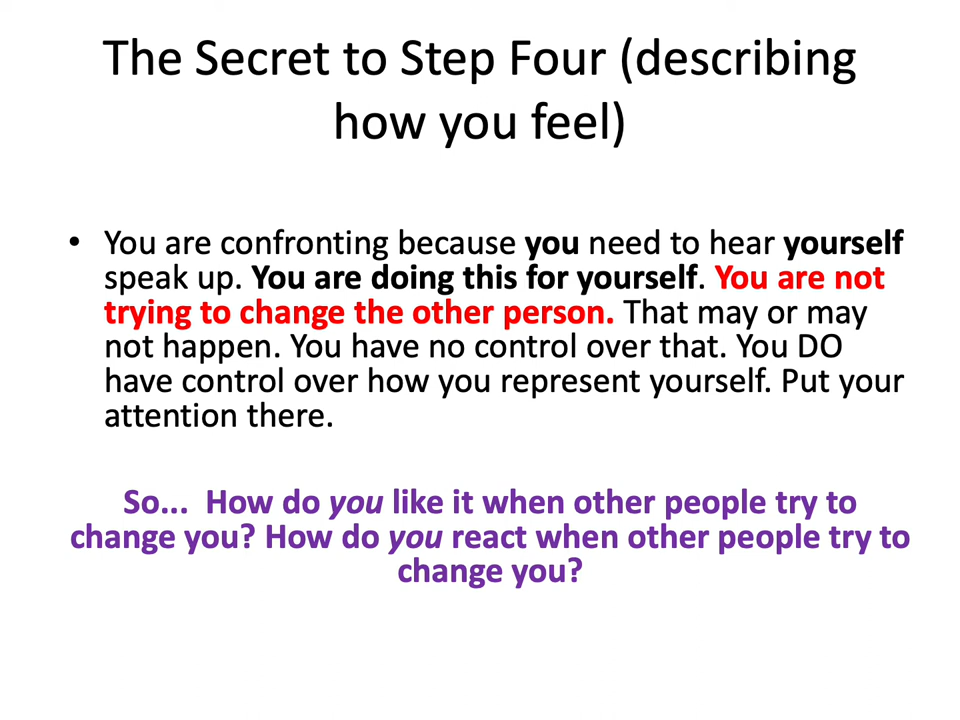 The Secret to Step Four (describing
how you feel)
• You are confronting because you need to hear yourself
speak up. You are doing this for yourself. You are not
trying to change the other person. That may or may
not happen. You have no control over that. You DO
have control over how you represent yourself. Put your
attention there.
So... How do you like it when other people try to
change you? How do you react when other people try to
change you?